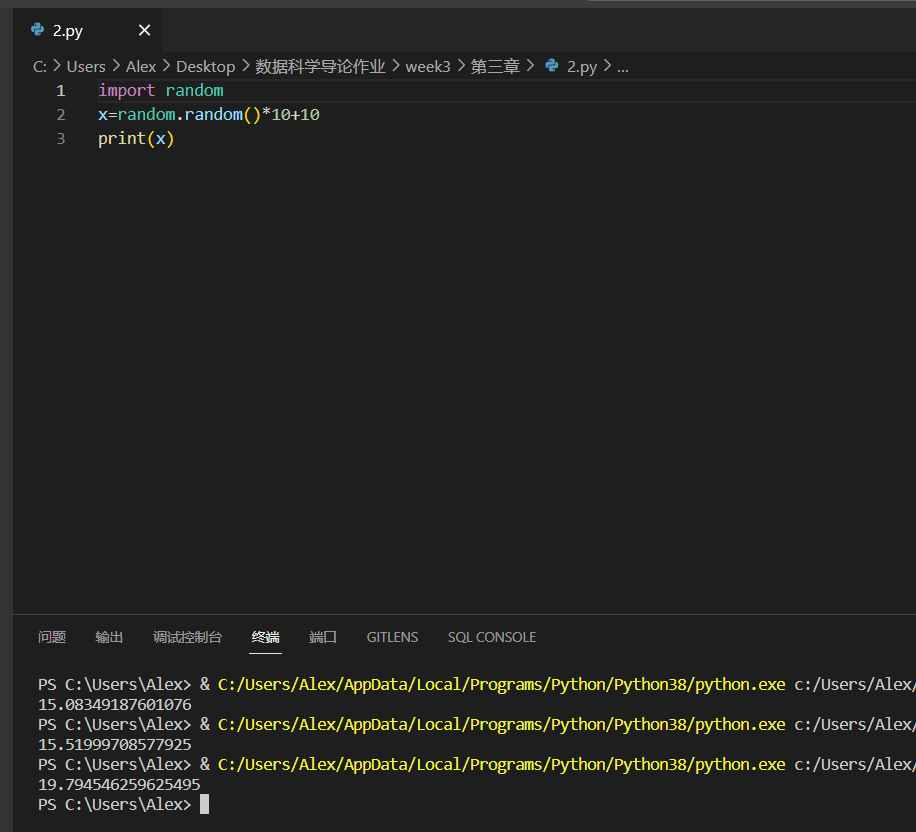 2.py
C: > Users > Alex > Desktop > 数据科学导论作业 > week3 > 第三章 > 2.py > ...
1 import random
2 x=random.random()*10+10
3 print(x)
问题 输出 调试控制台 终端 端口 GITLENS SQL CONSOLE
PS C:\Users\Alex> & C:/Users/Alex/AppData/Local/Programs/Python/Python38/python.exe c:/Users/Alex/
15.08349187601076
PS C:\Users\Alex> & C:/Users/Alex/AppData/Local/Programs/Python/Python38/python.exe c:/Users/Alex/
15.51999708577925
PS C:\Users\Alex> & C:/Users/Alex/AppData/Local/Programs/Python/Python38/python.exe c:/Users/Alex/
19.794546259625495
PS C:\Users\Alex>